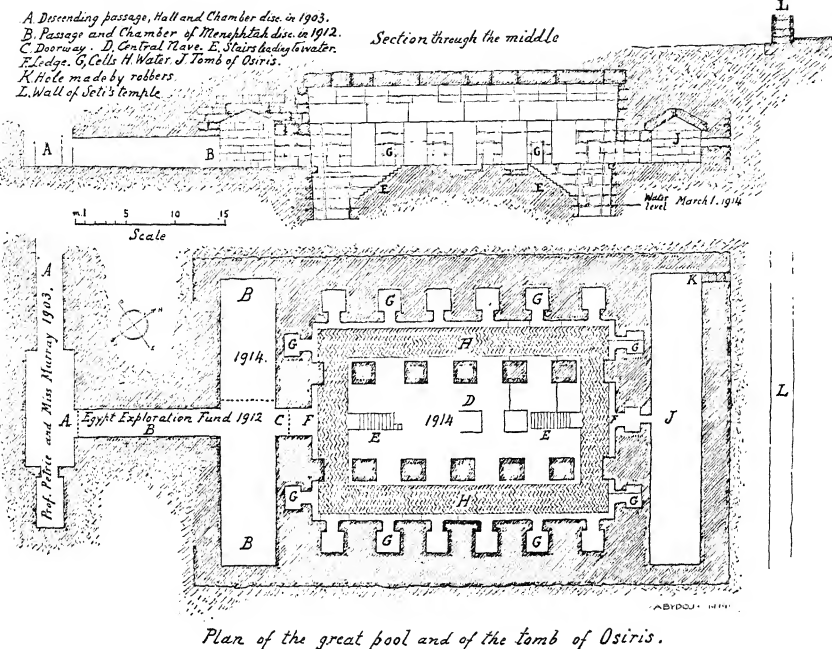 A. Descending passage, Hall and Chamber disc. in 1903.
B. Passage and Chamber of Menephtah disc. in 1912.
C. Doorway. D. Central Nave. E. Stairs leading to water.
F. Ledge. G. Cells H. Water. J. Tomb of Osiris.
K. Hole made by robbers
L. Wall of Seti's temple
Section through the middle
L
A
B
G
G
J
E
E
Water level March 1. 1914
m.1 5 10 15
Scale
A
B
G
G
K
Prof. Petrie and Miss Murray 1903.
N
E
1914.
G
H
G
D
L
A
Egypt Exploration Fund 1912
C
F
1914
F
J
B
E
E
G
H
G
B
G
G
ABYDOS 1914
Plan of the great pool and of the tomb of Osiris.